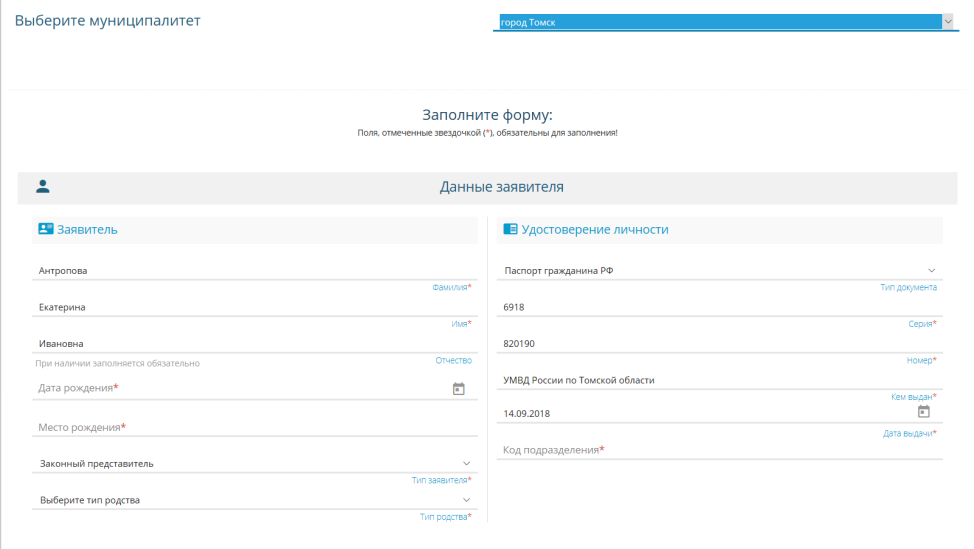 Выберите муниципалитет
город Томск
Заполните форму:
Поля, отмеченные звездочкой (*), обязательны для заполнения!
Данные заявителя
Заявитель
Антропова
Фамилия*
Екатерина
Имя*
Ивановна
При наличии заполняется обязательно
Отчество
Дата рождения*
Место рождения*
Законный представитель
Тип заявителя*
Выберите тип родства
Тип родства*
Удостоверение личности
Паспорт гражданина РФ
Тип документа
6918
Серия*
820190
Номер*
УМВД России по Томской области
Кем выдан*
14.09.2018
Дата выдачи*
Код подразделения*